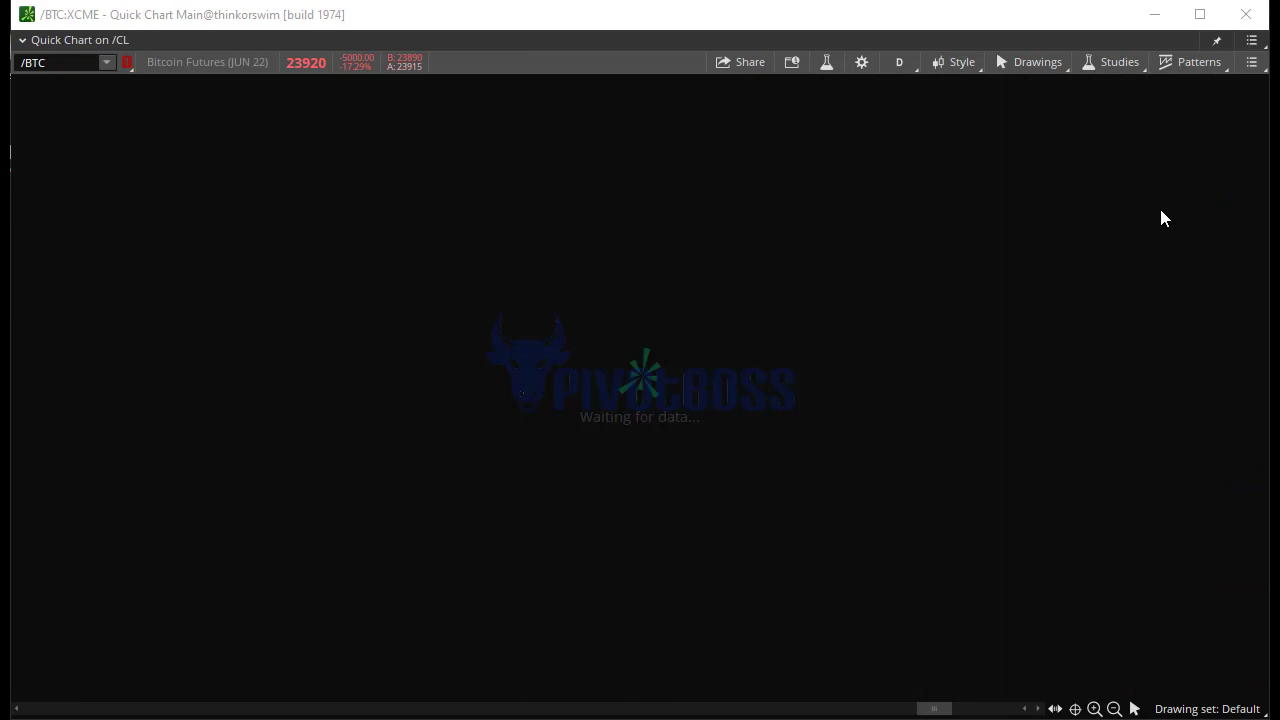 /BTC:XCME - Quick Chart Main@thinkorswim [build 1974]
Quick Chart on /CL
/BTC
Bitcoin Futures (JUN 22)
23920
-5000.00
-17.29%
B: 23890
A: 23915
Share
D
Style
Drawings
Studies
Patterns
PIVOTBOSS
Waiting for data...
Drawing set: Default